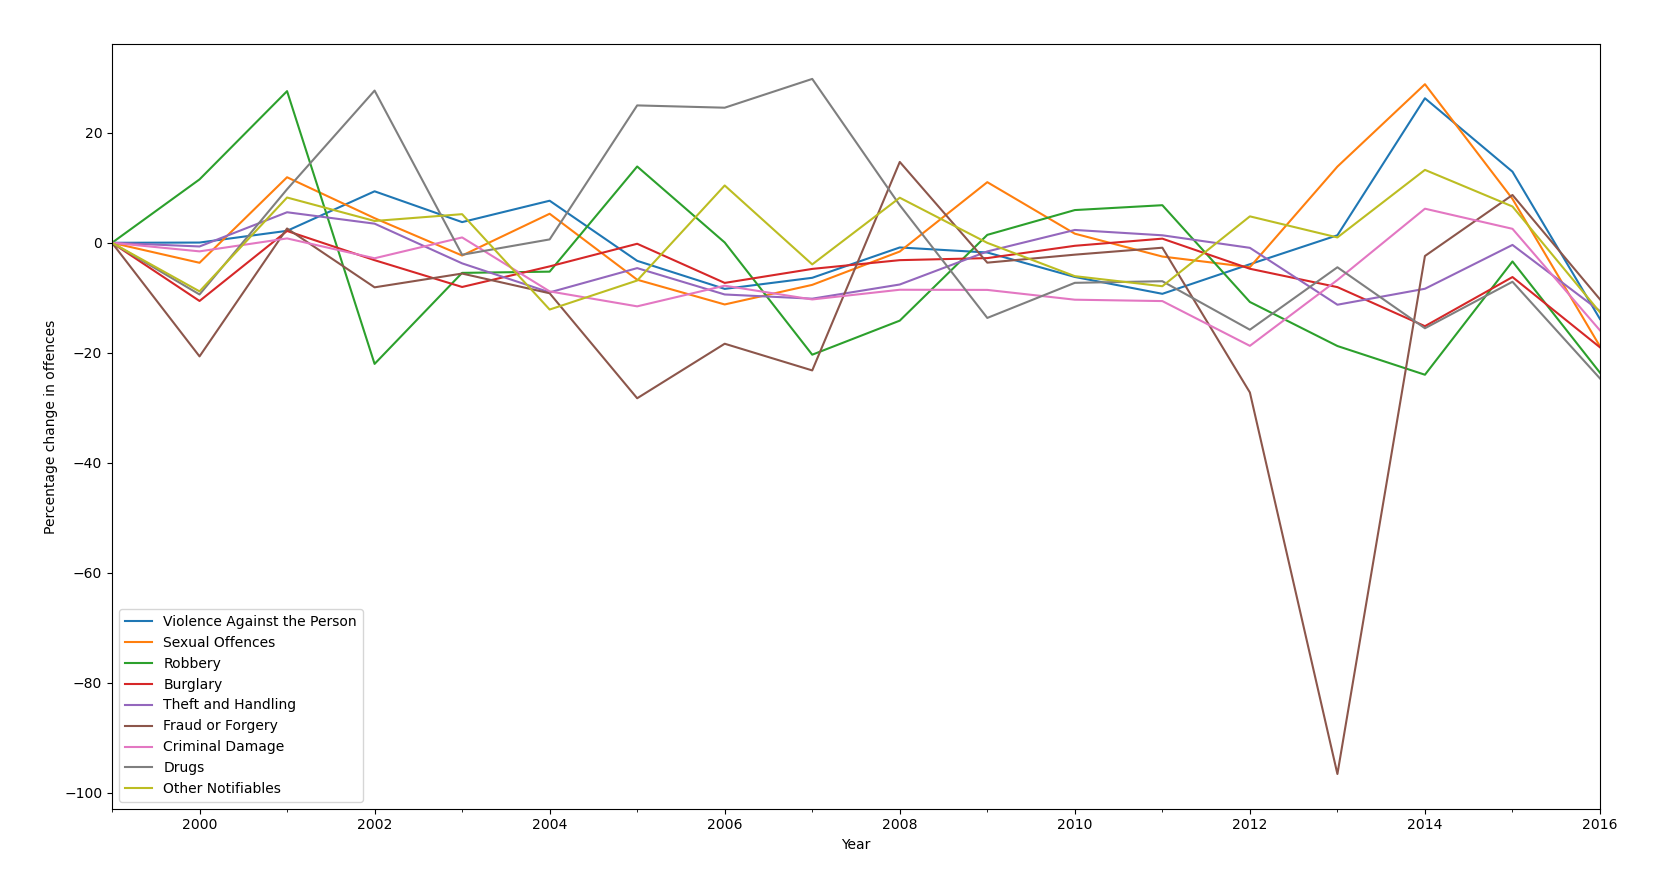 20
0
−20
−40
−60
−80
−100
Percentage change in offences
Violence Against the Person
Sexual Offences
Robbery
Burglary
Theft and Handling
Fraud or Forgery
Criminal Damage
Drugs
Other Notifiables
2000 2002 2004 2006 2008 2010 2012 2014 2016
Year